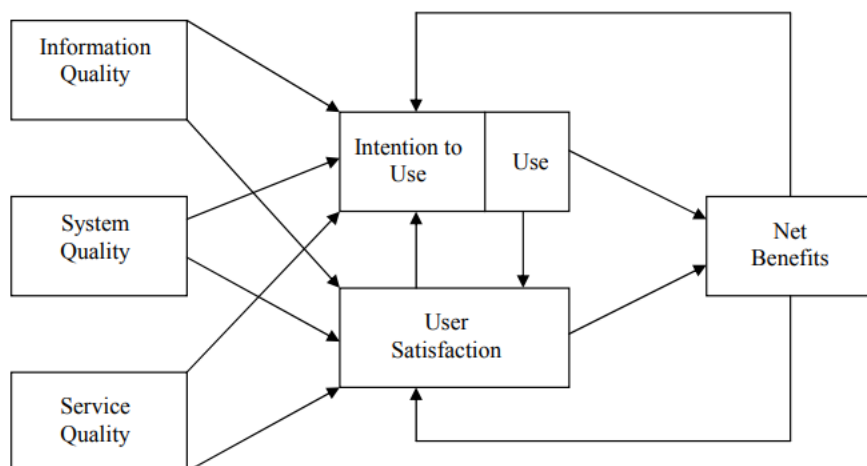 Information
Quality
Intention to
Use
Use
System
Quality
Net
Benefits
User
Satisfaction
Service
Quality